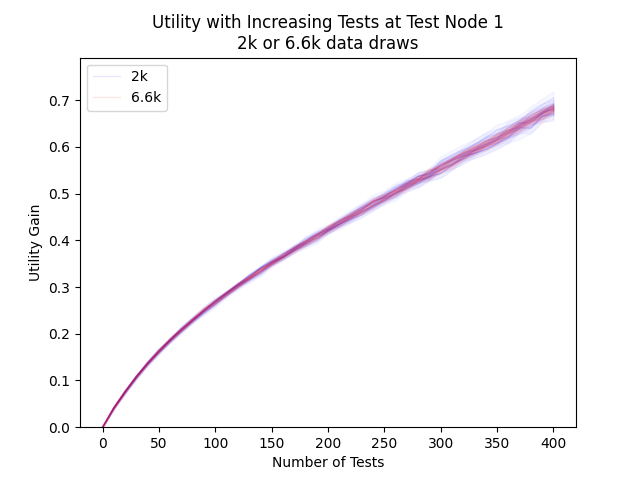 Utility with Increasing Tests at Test Node 1
2k or 6.6k data draws
2k
6.6k
0.7
0.6
0.5
0.4
0.3
0.2
0.1
0.0
Utility Gain
0 50 100 150 200 250 300 350 400
Number of Tests